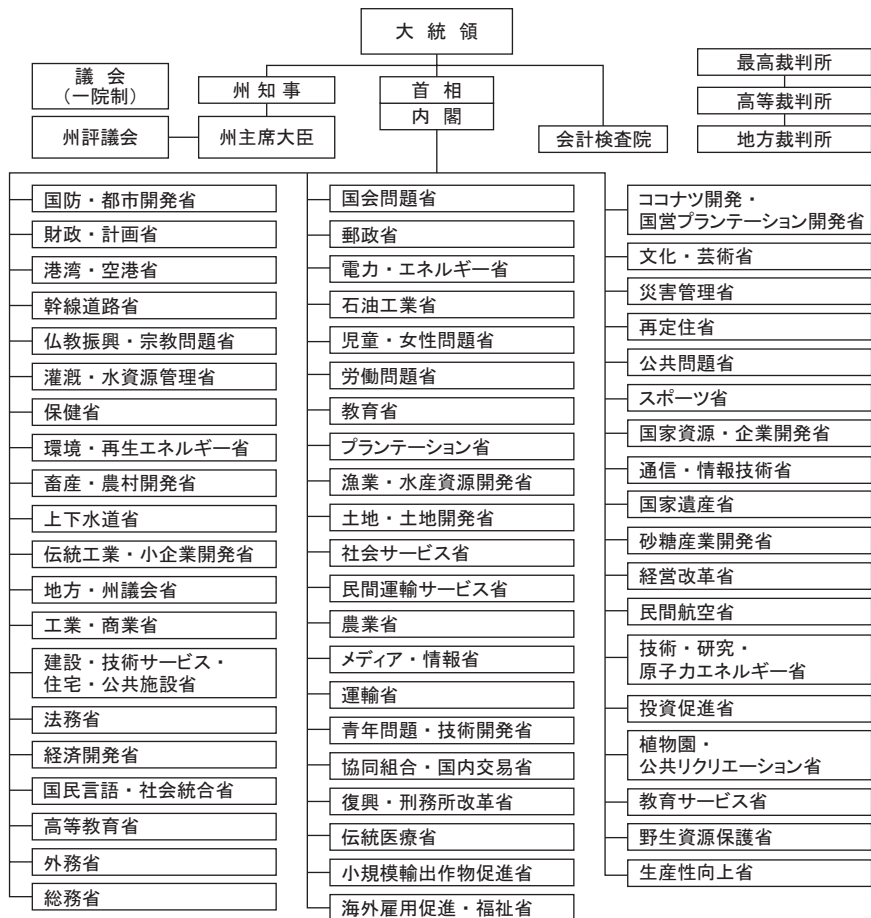 大統領
議会
（一院制）
州知事
首相
内閣
州評議会
州主席大臣
会計検査院
最高裁判所
高等裁判所
地方裁判所
国防・都市開発省
財政・計画省
港湾・空港省
幹線道路省
仏教振興・宗教問題省
灌漑・水資源管理省
保健省
環境・再生エネルギー省
畜産・農村開発省
上下水道省
伝統工業・小企業開発省
地方・州議会省
工業・商業省
建設・技術サービス・
住宅・公共施設省
法務省
経済開発省
国民言語・社会統合省
高等教育省
外務省
総務省
国会問題省
郵政省
電力・エネルギー省
石油工業省
児童・女性問題省
労働問題省
教育省
プランテーション省
漁業・水産資源開発省
土地・土地開発省
社会サービス省
民間運輸サービス省
農業省
メディア・情報省
運輸省
青年問題・技術開発省
協同組合・国内交易省
復興・刑務所改革省
伝統医療省
小規模輸出作物促進省
海外雇用促進・福祉省
ココナツ開発・
国営プランテーション開発省
文化・芸術省
災害管理省
再定住省
公共問題省
スポーツ省
国家資源・企業開発省
通信・情報技術省
国家遺産省
砂糖産業開発省
経営改革省
民間航空省
技術・研究・
原子力エネルギー省
投資促進省
植物園・
公共リクリエーション省
教育サービス省
野生資源保護省
生産性向上省